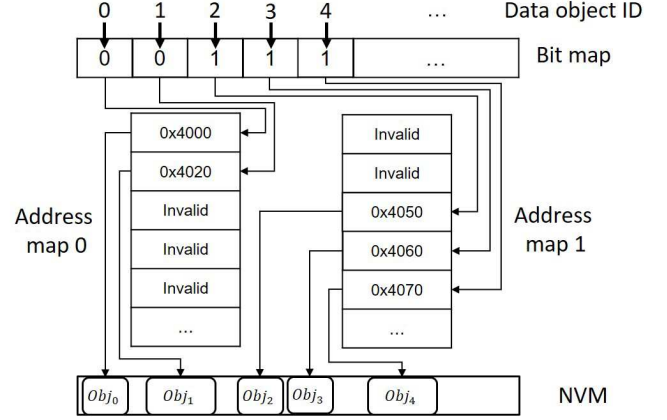 0 1 2 3 4 ... Data object ID
0 0 1 1 1 ... Bit map
Address map 0
0x4000
0x4020
Invalid
Invalid
Invalid
...
Invalid
Invalid
0x4050
0x4060
0x4070
...
Address map 1
Obj₀ Obj₁ Obj₂ Obj₃ Obj₄ NVM